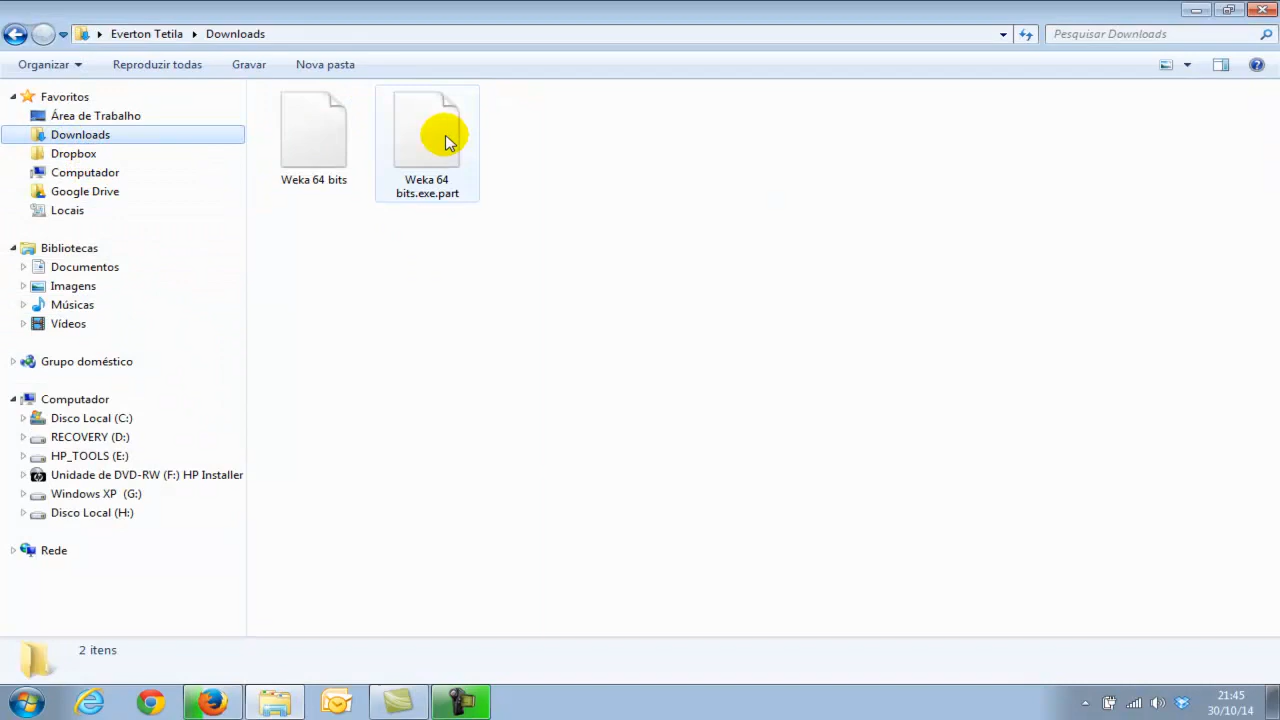 Everton Tetila
Downloads
Pesquisar Downloads
Organizar
Reproduzir todas
Gravar
Nova pasta
Favoritos
Área de Trabalho
Downloads
Dropbox
Computador
Google Drive
Locais
Bibliotecas
Documentos
Imagens
Músicas
Vídeos
Grupo doméstico
Computador
Disco Local (C:)
RECOVERY (D:)
HP_TOOLS (E:)
Unidade de DVD-RW (F:) HP Installer
Windows XP (G:)
Disco Local (H:)
Rede
Weka 64 bits
Weka 64
bits.exe.part
2 itens
21:45
30/10/14